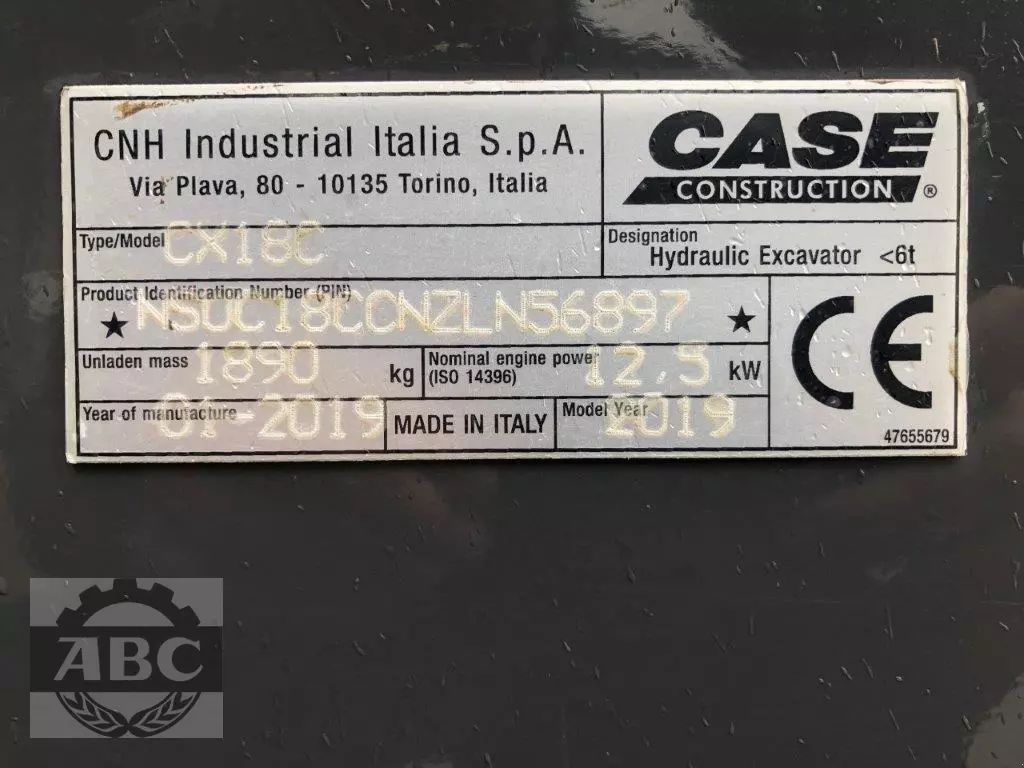 CNH Industrial Italia S.p.A.
Via Plava, 80 - 10135 Torino, Italia
CASE
CONSTRUCTION ®
Type/Model CX18C
Designation
Hydraulic Excavator <6t
Product Identification Number (PIN)
★ NSUC18CCNZLN56897 ★
Unladen mass 1890 kg
Nominal engine power
(ISO 14396) 12,5 kW
CE
Year of manufacture 01-2019
MADE IN ITALY
Model Year 2019
47655679
ABC